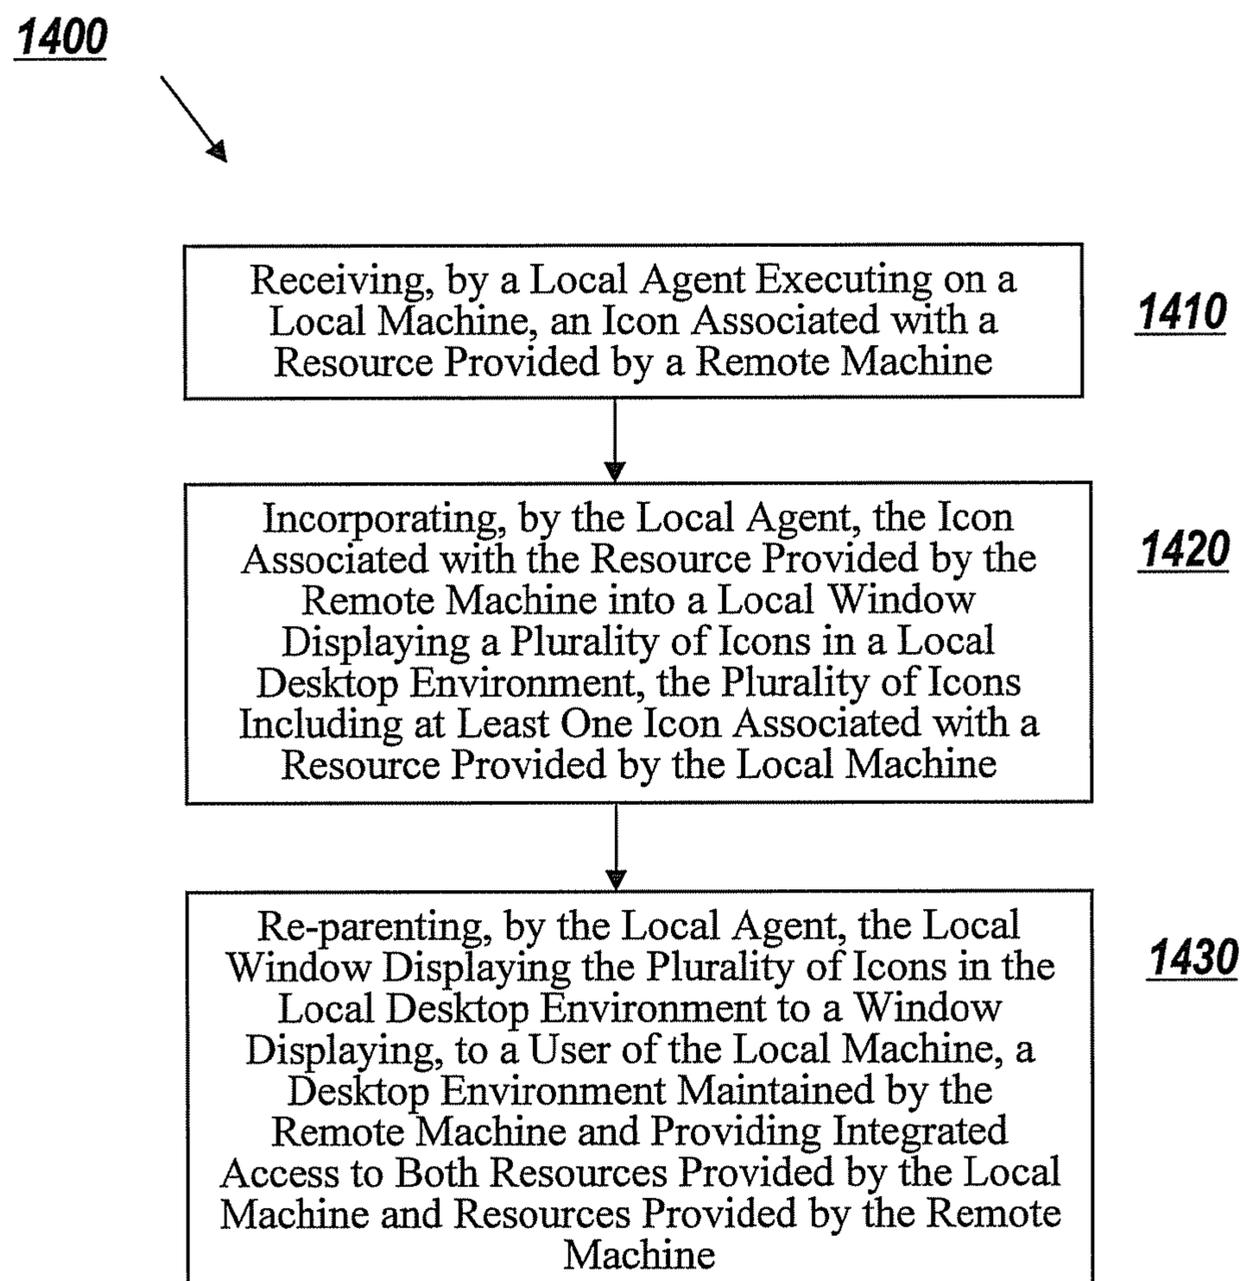 1400
Receiving, by a Local Agent Executing on a
Local Machine, an Icon Associated with a
Resource Provided by a Remote Machine
1410
Incorporating, by the Local Agent, the Icon
Associated with the Resource Provided by the
Remote Machine into a Local Window
Displaying a Plurality of Icons in a Local
Desktop Environment, the Plurality of Icons
Including at Least One Icon Associated with a
Resource Provided by the Local Machine
1420
Re-parenting, by the Local Agent, the Local
Window Displaying the Plurality of Icons in the
Local Desktop Environment to a Window
Displaying, to a User of the Local Machine, a
Desktop Environment Maintained by the
Remote Machine and Providing Integrated
Access to Both Resources Provided by the Local
Machine and Resources Provided by the Remote
Machine
1430